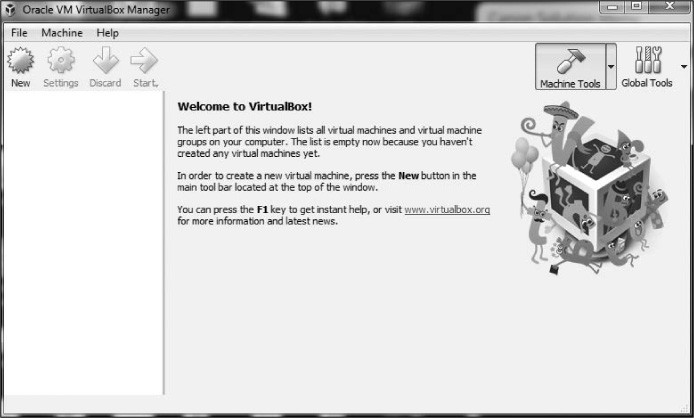 Oracle VM VirtualBox Manager
File Machine Help
New Settings Discard Start
Machine Tools Global Tools
Welcome to VirtualBox!
The left part of this window lists all virtual machines and virtual machine
groups on your computer. The list is empty now because you haven't
created any virtual machines yet.
In order to create a new virtual machine, press the New button in the
main tool bar located at the top of the window.
You can press the F1 key to get instant help, or visit www.virtualbox.org
for more information and latest news.